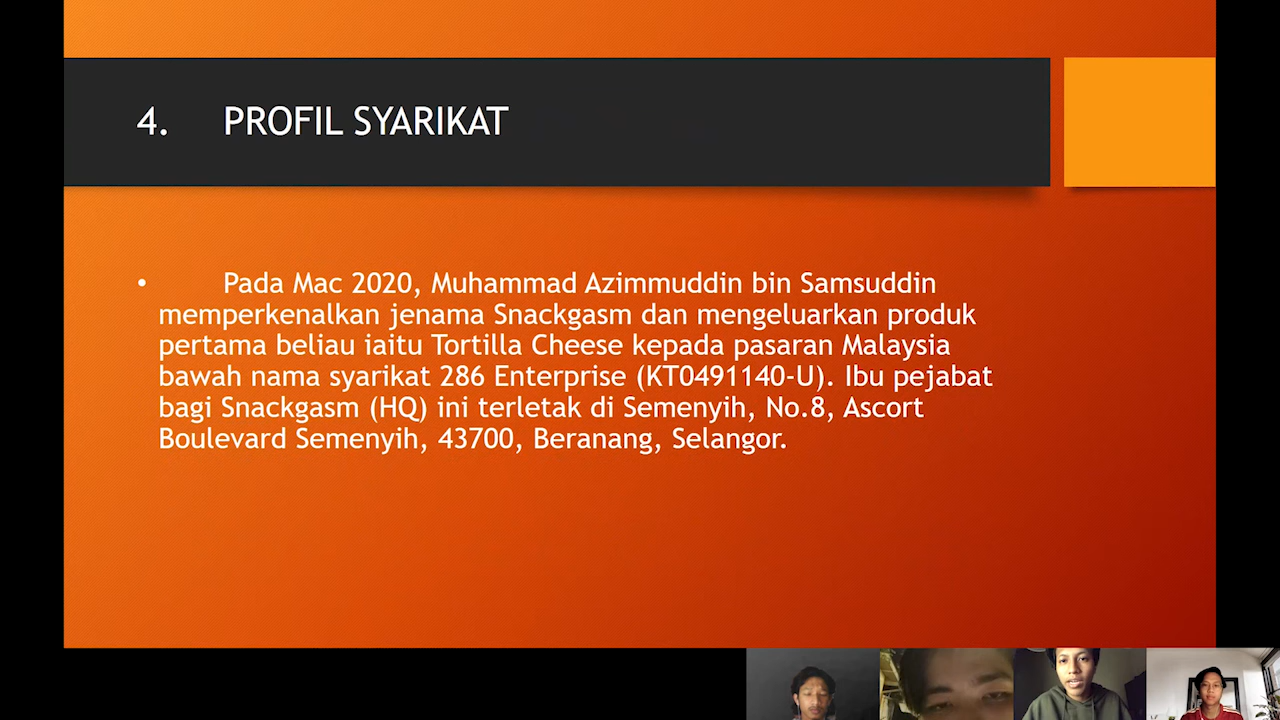 4. PROFIL SYARIKAT
• Pada Mac 2020, Muhammad Azimmuddin bin Samsuddin
memperkenalkan jenama Snackgasm dan mengeluarkan produk
pertama beliau iaitu Tortilla Cheese kepada pasaran Malaysia
bawah nama syarikat 286 Enterprise (KT0491140-U). Ibu pejabat
bagi Snackgasm (HQ) ini terletak di Semenyih, No.8, Ascort
Boulevard Semenyih, 43700, Beranang, Selangor.